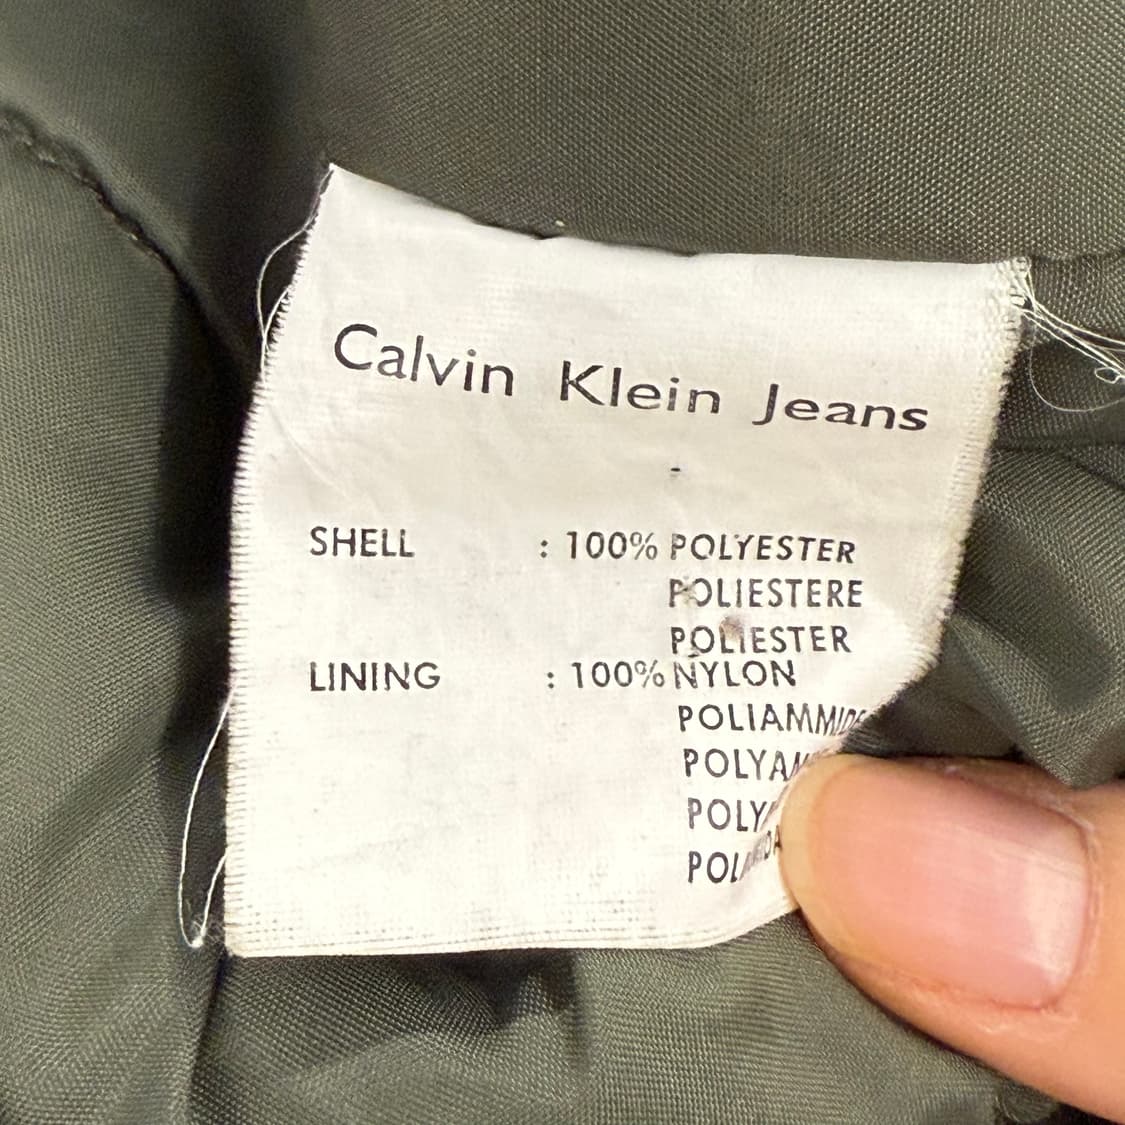 Calvin Klein Jeans
SHELL : 100% POLYESTER
POLIESTERE
POLIESTER
LINING : 100% NYLON